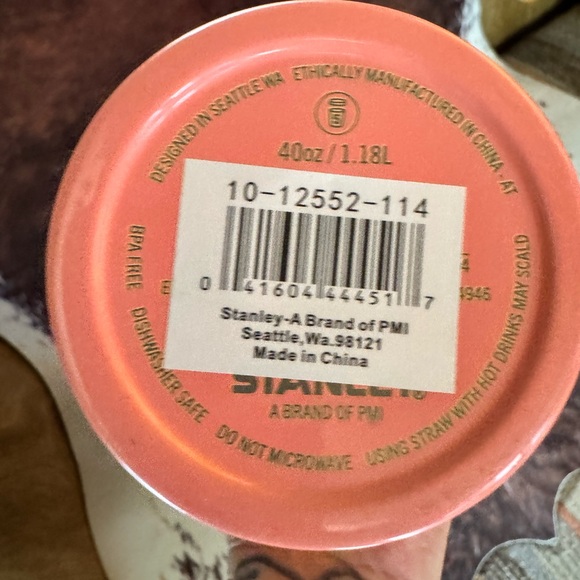 DESIGNED IN SEATTLE WA
ETHICALLY MANUFACTURED IN CHINA - AT
40oz / 1.18L
10-12552-114
0 41604 44451 7
Stanley-A Brand of PMI
Seattle,Wa.98121
Made in China
4
4946
E
STANLEY®
A BRAND OF PMI
BPA FREE
DISHWASHER SAFE
DO NOT MICROWAVE
USING STRAW WITH HOT DRINKS MAY SCALD